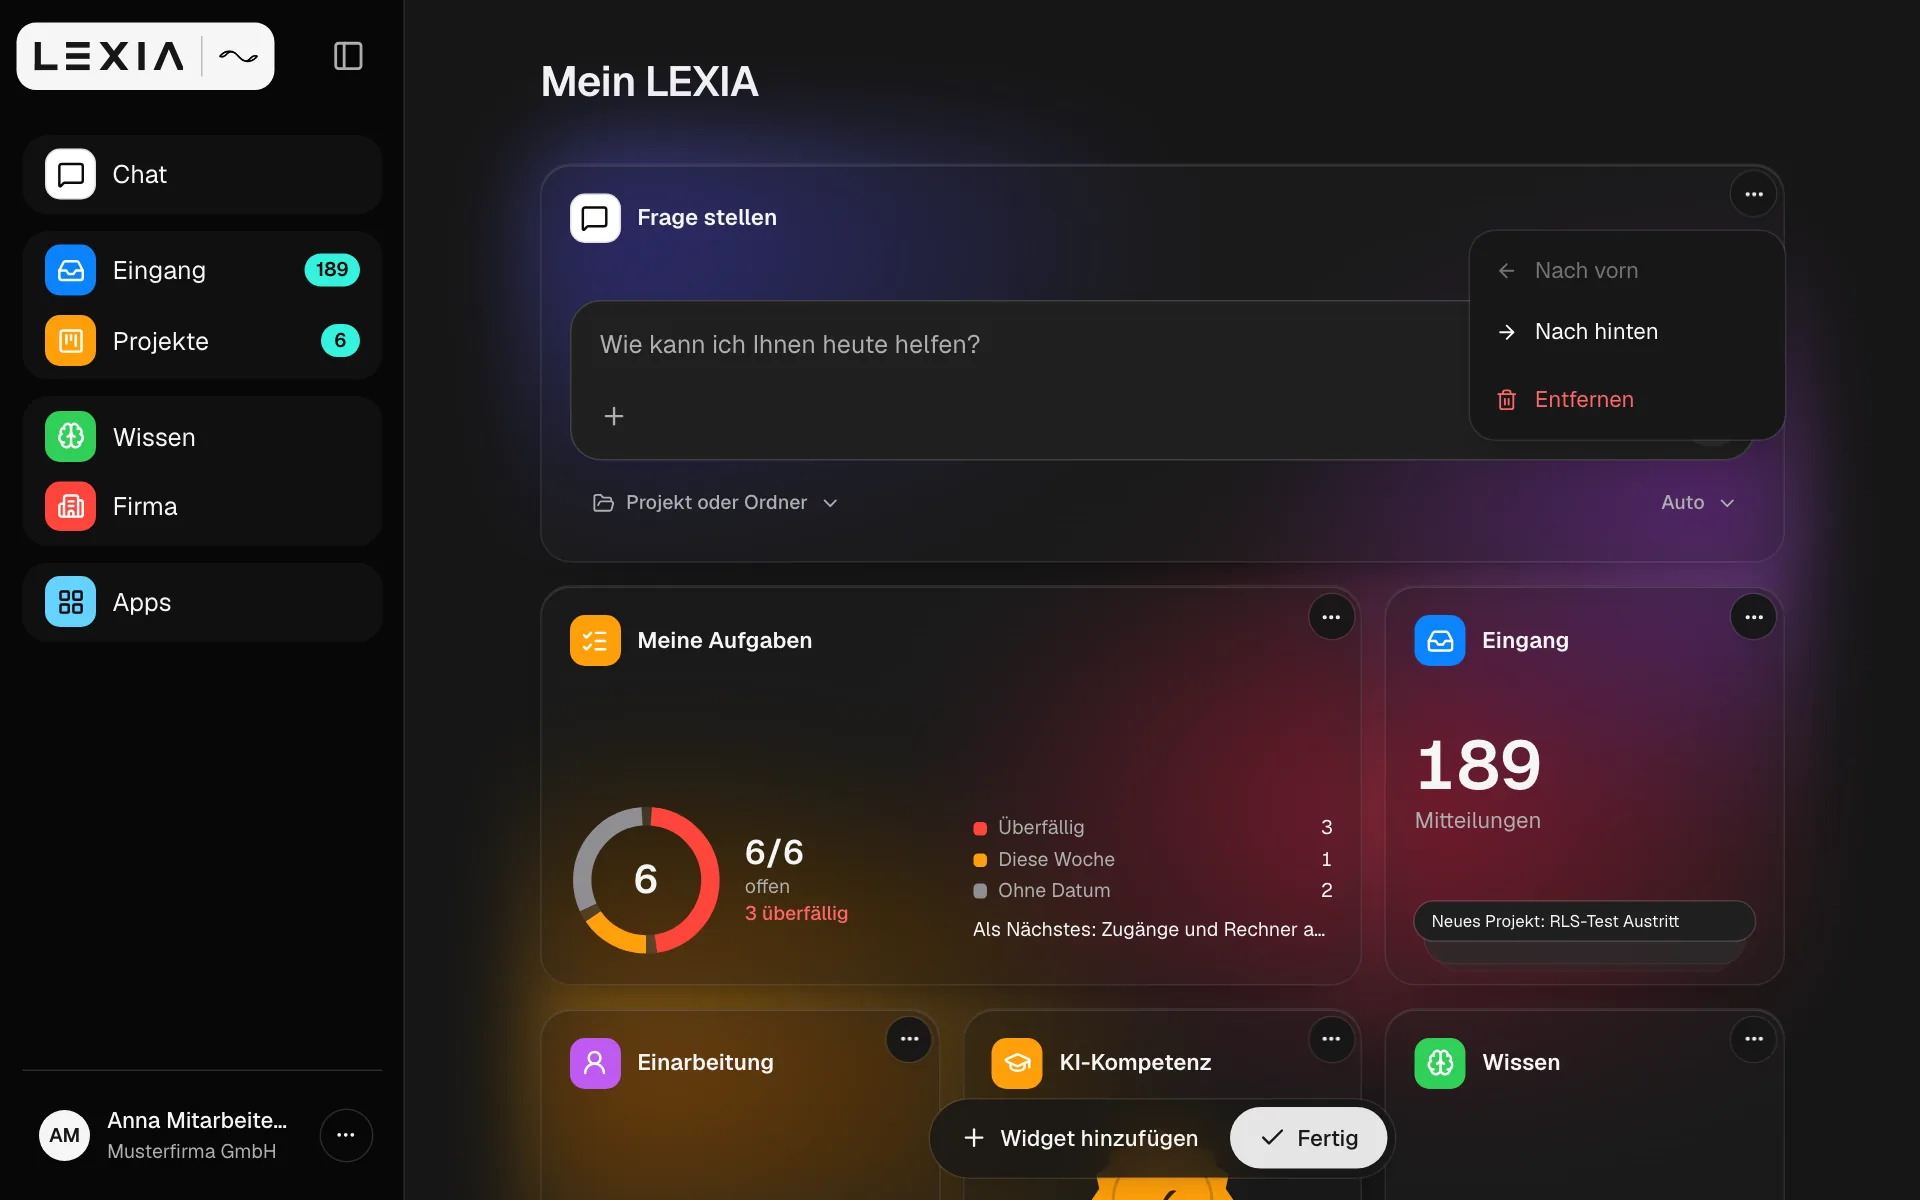 LEXIA
Chat
Eingang 189
Projekte 6
Wissen
Firma
Apps
AM
Anna Mitarbeite...
Musterfirma GmbH
Mein LEXIA
Frage stellen
Nach vorn
Nach hinten
Entfernen
Wie kann ich Ihnen heute helfen?
Projekt oder Ordner
Auto
Meine Aufgaben
6
6/6
offen
3 überfällig
Überfällig 3
Diese Woche 1
Ohne Datum 2
Als Nächstes: Zugänge und Rechner a...
Eingang
189
Mitteilungen
Neues Projekt: RLS-Test Austritt
Einarbeitung
KI-Kompetenz
Wissen
Widget hinzufügen
Fertig